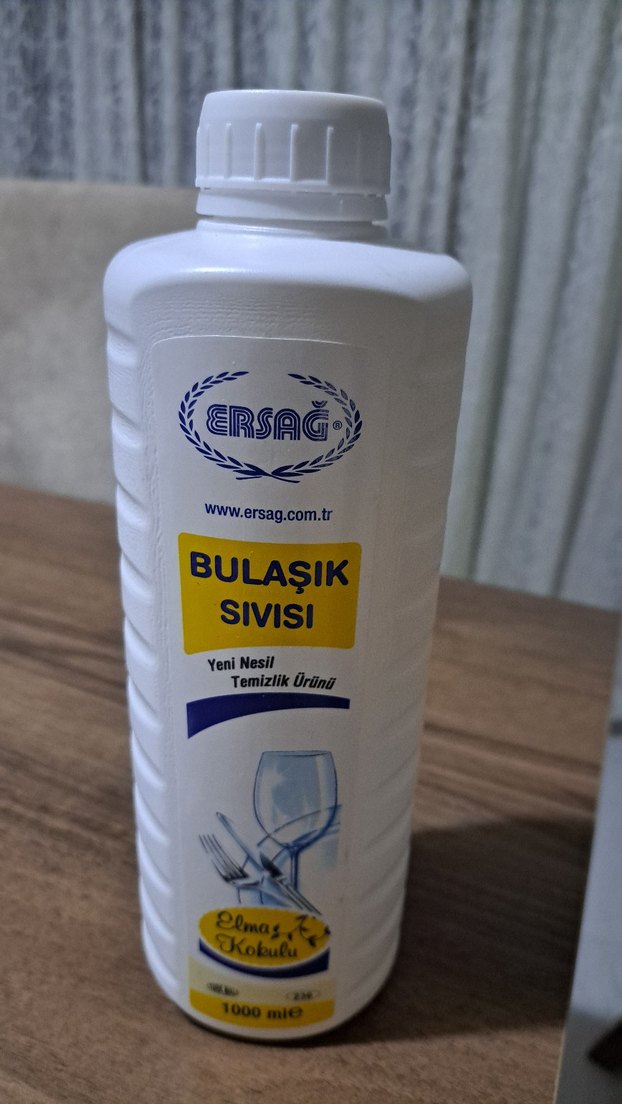 ERSAĞ®
www.ersag.com.tr
BULAŞIK
SIVISI
Yeni Nesil
Temizlik Ürünü
Elma
Kokulu
1000 ml℮